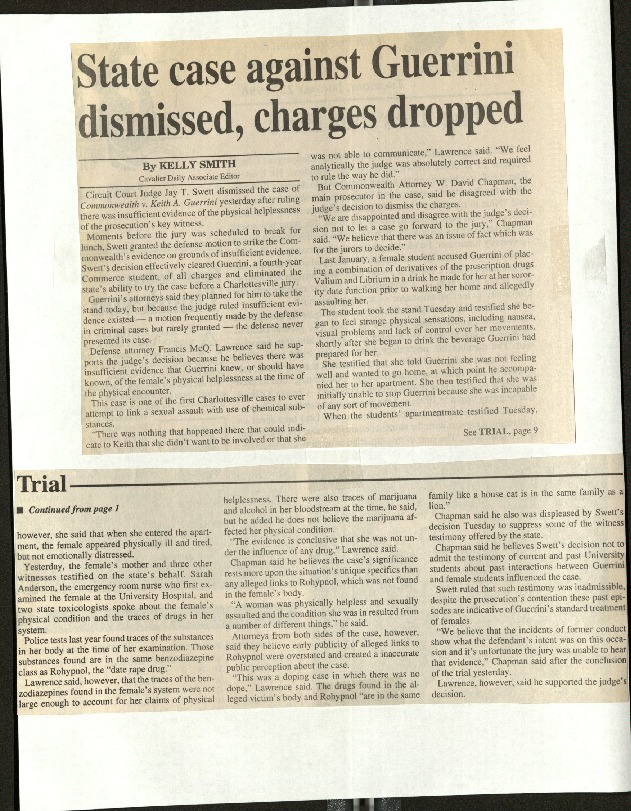 State case against Guerrini
dismissed, charges dropped
By KELLY SMITH
Cavalier Daily Associate Editor
Circuit Court Judge Jay T. Swett dismissed the case of
Commonwealth v. Keith A. Guerrini yesterday after ruling
there was insufficient evidence of the physical helplessness
of the prosecution's key witness.
Moments before the jury was scheduled to break for
lunch, Swett granted the defense motion to strike the Com-
monwealth's evidence on grounds of insufficient evidence.
Swett's decision effectively cleared Guerrini, a fourth-year
Commerce student, of all charges and eliminated the
state's ability to try the case before a Charlottesville jury.
Guerrini's attorneys said they planned for him to take the
stand today, but because the judge ruled insufficient evi-
dence existed — a motion frequently made by the defense
in criminal cases but rarely granted — the defense never
presented its case.
Defense attorney Francis McQ. Lawrence said he sup-
ports the judge's decision because he believes there was
insufficient evidence that Guerrini knew, or should have
known, of the female's physical helplessness at the time of
the physical encounter.
This case is one of the first Charlottesville cases to ever
attempt to link a sexual assault with use of chemical sub-
stances.
"There was nothing that happened there that could indi-
cate to Keith that she didn't want to be involved or that she
was not able to communicate," Lawrence said. "We feel
analytically the judge was absolutely correct and required
to rule the way he did."
But Commonwealth Attorney W. David Chapman, the
main prosecutor in the case, said he disagreed with the
judge's decision to dismiss the charges.
"We are disappointed and disagree with the judge's deci-
sion not to let a case go forward to the jury," Chapman
said. "We believe that there was an issue of fact which was
for the jurors to decide."
Last January, a female student accused Guerrini of plac-
ing a combination of derivatives of the prescription drugs
Valium and Librium in a drink he made for her at her soror-
ity date function prior to walking her home and allegedly
assaulting her.
The student took the stand Tuesday and testified she be-
gan to feel strange physical sensations, including nausea,
visual problems and lack of control over her movements,
shortly after she began to drink the beverage Guerrini had
prepared for her.
She testified that she told Guerrini she was not feeling
well and wanted to go home, at which point he accompa-
nied her to her apartment. She then testified that she was
initially unable to stop Guerrini because she was incapable
of any sort of movement.
When the students' apartmentmate testified Tuesday,
See TRIAL, page 9
Trial
■ Continued from page 1
however, she said that when she entered the apart-
ment, the female appeared physically ill and tired,
but not emotionally distressed.
Yesterday, the female's mother and three other
witnesses testified on the state's behalf. Sarah
Anderson, the emergency room nurse who first ex-
amined the female at the University Hospital, and
two state toxicologists spoke about the female's
physical condition and the traces of drugs in her
system.
Police tests last year found traces of the substances
in her body at the time of her examination. Those
substances found are in the same benzodiazepine
class as Rohypnol, the "date rape drug."
Lawrence said, however, that the traces of the ben-
zodiazepines found in the female's system were not
large enough to account for her claims of physical
helplessness. There were also traces of marijuana
and alcohol in her bloodstream at the time, he said,
but he added he does not believe the marijuana af-
fected her physical condition.
"The evidence is conclusive that she was not un-
der the influence of any drug," Lawrence said.
Chapman said he believes the case's significance
rests more upon the situation's unique specifics than
any alleged links to Rohypnol, which was not found
in the female's body.
"A woman was physically helpless and sexually
assaulted and the condition she was in resulted from
a number of different things," he said.
Attorneys from both sides of the case, however,
said they believe early publicity of alleged links to
Rohypnol were overstated and created a inaccurate
public perception about the case.
"This was a doping case in which there was no
dope," Lawrence said. The drugs found in the al-
leged victim's body and Rohypnol "are in the same
family like a house cat is in the same family as a
lion."
Chapman said he also was displeased by Swett's
decision Tuesday to suppress some of the witness
testimony offered by the state.
Chapman said he believes Swett's decision not to
admit the testimony of current and past University
students about past interactions between Guerrini
and female students influenced the case.
Swett ruled that such testimony was inadmissible,
despite the prosecution's contention these past epi-
sodes are indicative of Guerrini's standard treatment
of females.
"We believe that the incidents of former conduct
show what the defendant's intent was on this occa-
sion and it's unfortunate the jury was unable to hear
that evidence," Chapman said after the conclusion
of the trial yesterday.
Lawrence, however, said he supported the judge's
decision.